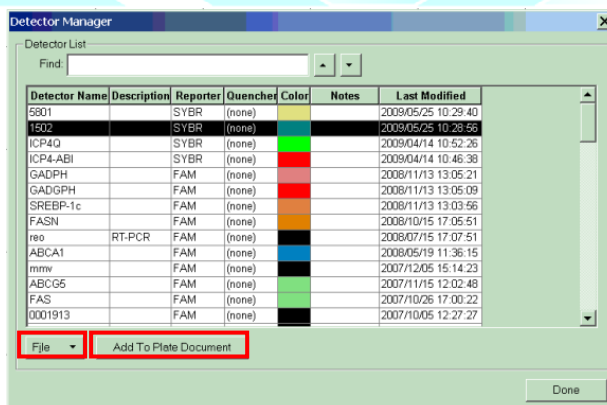 Detector Manager
Detector List
Find:
Detector Name Description Reporter Quencher Color Notes Last Modified
5801 SYBR (none) 2009/05/25 10:29:40
1502 SYBR (none) 2009/05/25 10:28:56
ICP4Q SYBR (none) 2009/04/14 10:52:26
ICP4-ABI SYBR (none) 2009/04/14 10:46:38
GADPH FAM (none) 2008/11/13 13:05:21
GADGPH FAM (none) 2008/11/13 13:05:09
SREBP-1c FAM (none) 2008/11/13 13:03:56
FASN FAM (none) 2008/10/15 17:05:51
reo RT-PCR FAM (none) 2008/07/15 17:07:51
ABCA1 FAM (none) 2008/05/19 11:36:15
mmv FAM (none) 2007/12/05 15:14:23
ABCG5 FAM (none) 2007/11/15 12:02:48
FAS FAM (none) 2007/10/26 17:00:22
0001913 FAM (none) 2007/10/05 12:27:27
File Add To Plate Document
Done